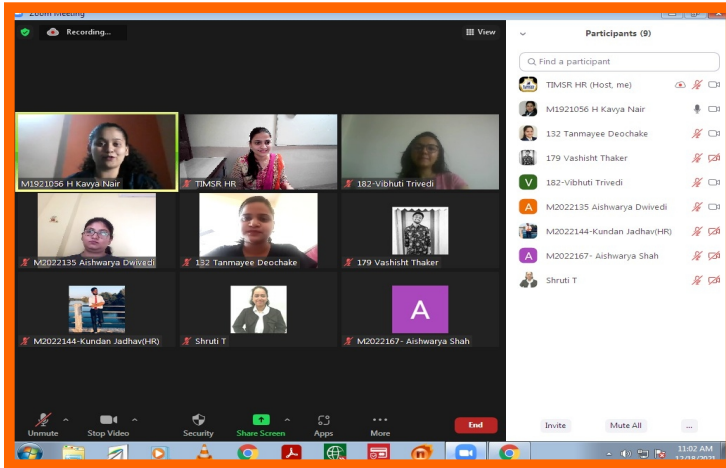 Zoom Meeting
Recording...
View
M1921056 H Kavya Nair
TIMSR HR
182-Vibhuti Trivedi
M2022135 Aishwarya Dwivedi
132 Tanmayee Deochake
179 Vashisht Thaker
M2022144-Kundan Jadhav(HR)
Shruti T
A
M2022167- Aishwarya Shah
Unmute
Stop Video
Security
Share Screen
Apps
More
End
Participants (9)
Find a participant
TIMSR HR (Host, me)
M1921056 H Kavya Nair
132 Tanmayee Deochake
179 Vashisht Thaker
V 182-Vibhuti Trivedi
A M2022135 Aishwarya Dwivedi
M2022144-Kundan Jadhav(HR)
A M2022167- Aishwarya Shah
Shruti T
Invite
Mute All
...
11:02 AM
12/18/2021